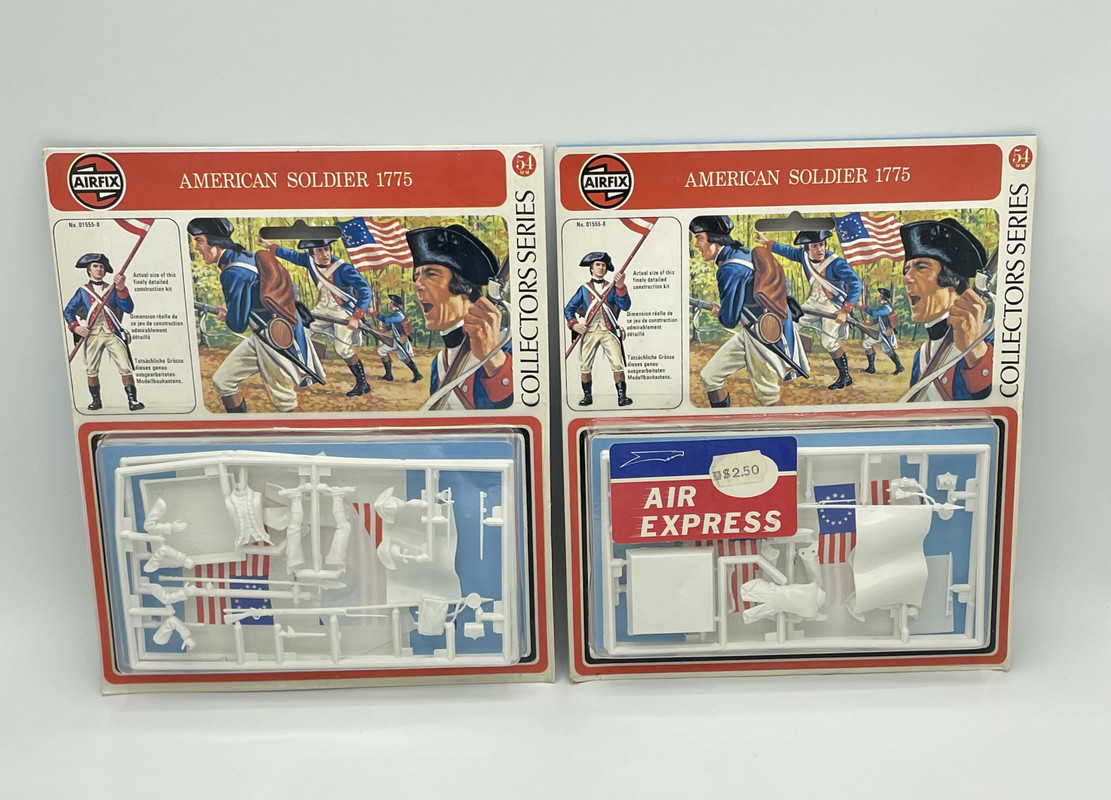 AIRFIX
AMERICAN SOLDIER 1775
54
MM
COLLECTORS SERIES
No. 01555-8
Actual size of this
finely detailed
construction kit
Dimension réelle de
ce jeu de construction
admirablement
détaillé
Tatsächliche Grösse
dieses genau
ausgearbeiteten
Modellbaukastens.
AIRFIX
AMERICAN SOLDIER 1775
54
MM
COLLECTORS SERIES
No. 01555-8
Actual size of this
finely detailed
construction kit
Dimension réelle de
ce jeu de construction
admirablement
détaillé
Tatsächliche Grösse
dieses genau
ausgearbeiteten
Modellbaukastens.
$2.50
AIR
EXPRESS